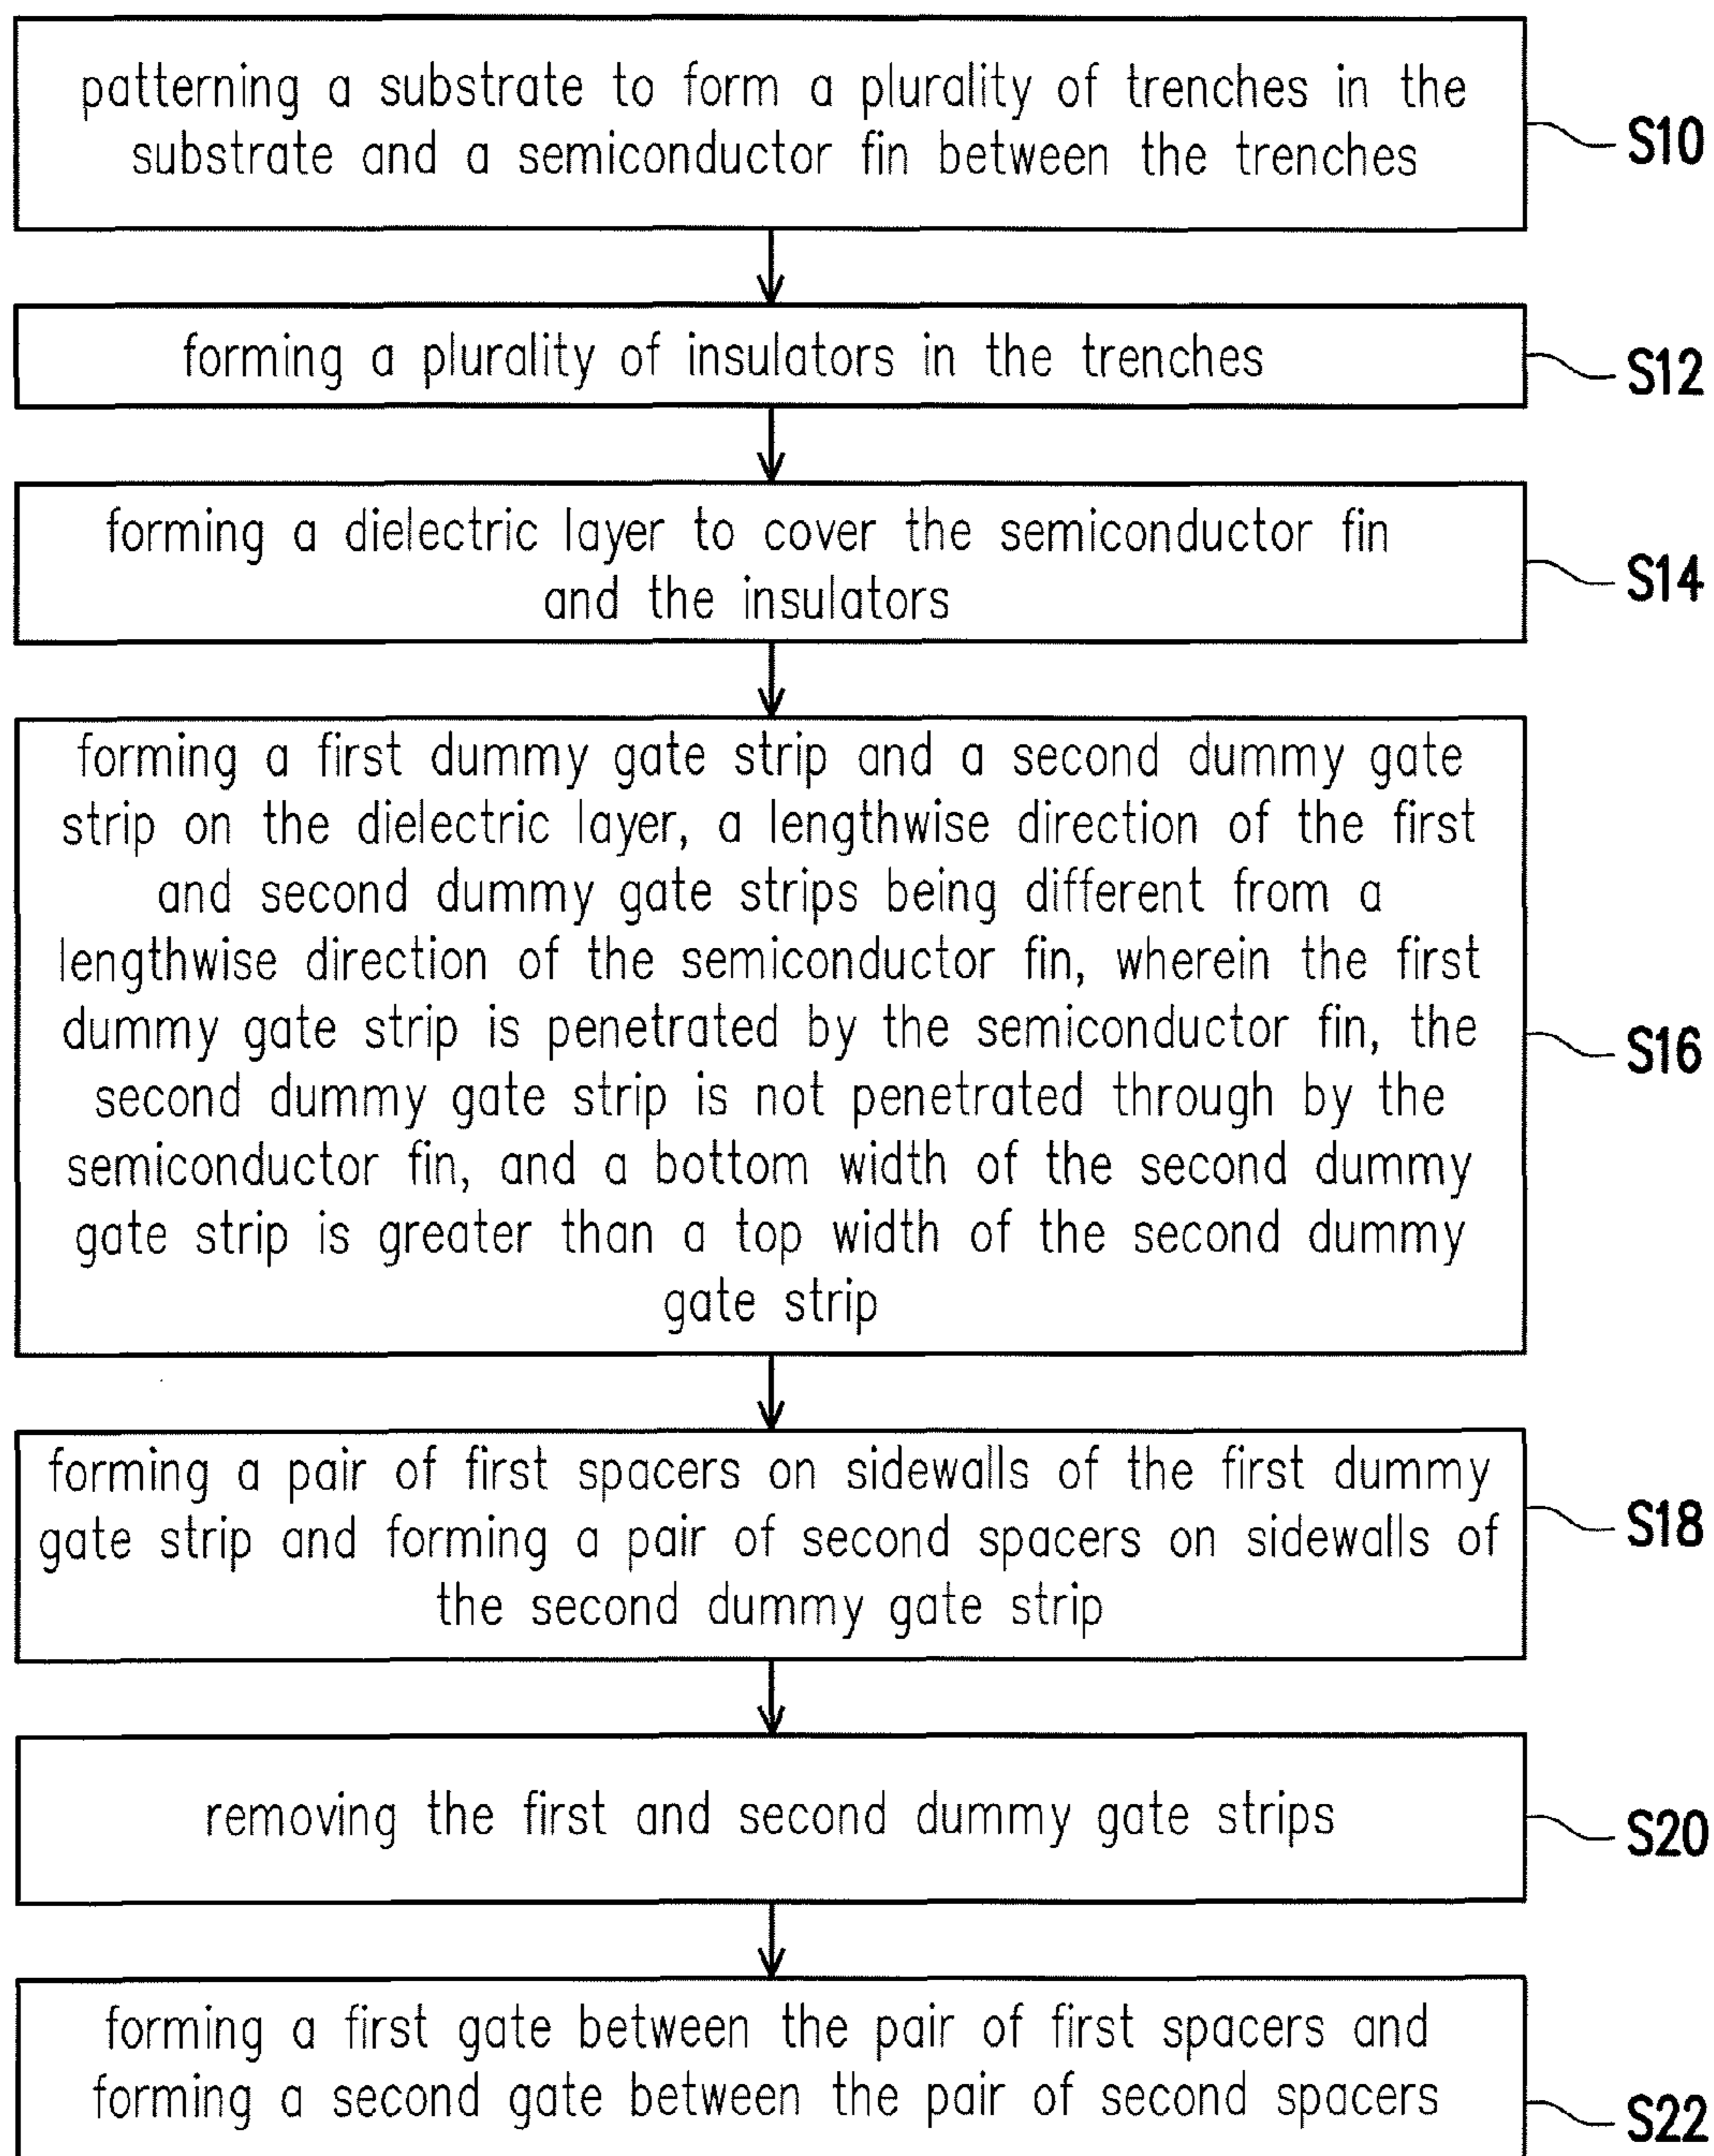 patterning a substrate to form a plurality of trenches in the
substrate and a semiconductor fin between the trenches
S10
forming a plurality of insulators in the trenches
S12
forming a dielectric layer to cover the semiconductor fin
and the insulators
S14
forming a first dummy gate strip and a second dummy gate
strip on the dielectric layer, a lengthwise direction of the first
and second dummy gate strips being different from a
lengthwise direction of the semiconductor fin, wherein the first
dummy gate strip is penetrated by the semiconductor fin, the
second dummy gate strip is not penetrated through by the
semiconductor fin, and a bottom width of the second dummy
gate strip is greater than a top width of the second dummy
gate strip
S16
forming a pair of first spacers on sidewalls of the first dummy
gate strip and forming a pair of second spacers on sidewalls of
the second dummy gate strip
S18
removing the first and second dummy gate strips
S20
forming a first gate between the pair of first spacers and
forming a second gate between the pair of second spacers
S22